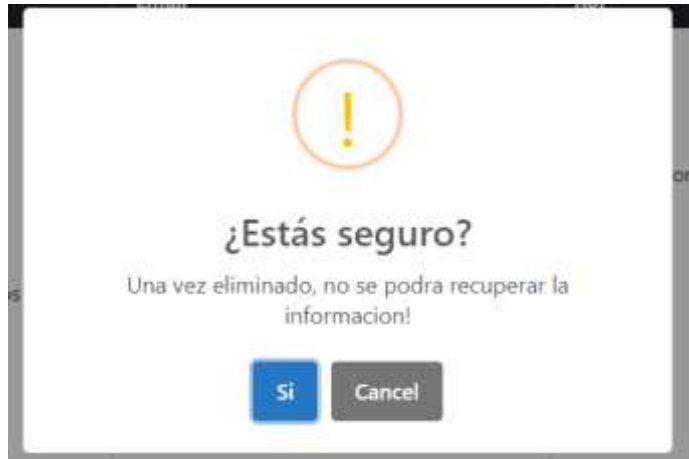 !
¿Estás seguro?
Una vez eliminado, no se podra recuperar la
informacion!
Si
Cancel